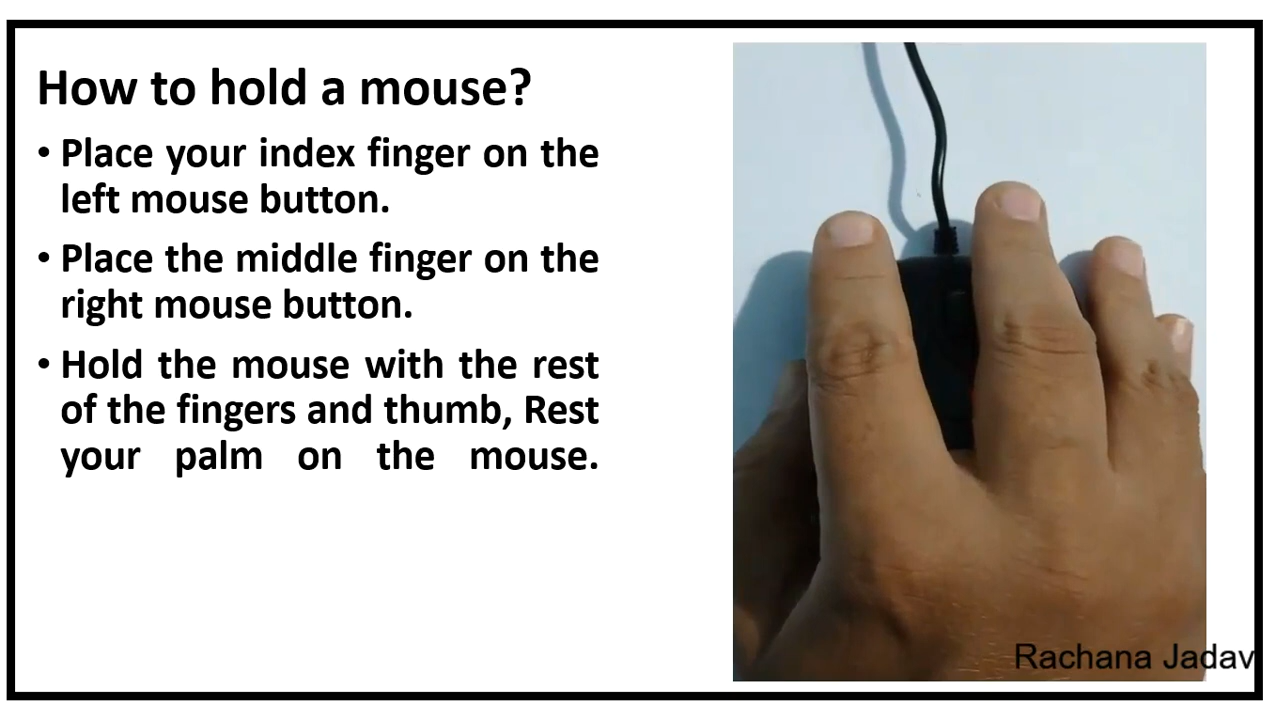 How to hold a mouse?
• Place your index finger on the
left mouse button.
• Place the middle finger on the
right mouse button.
• Hold the mouse with the rest
of the fingers and thumb, Rest
your palm on the mouse.
Rachana Jadav